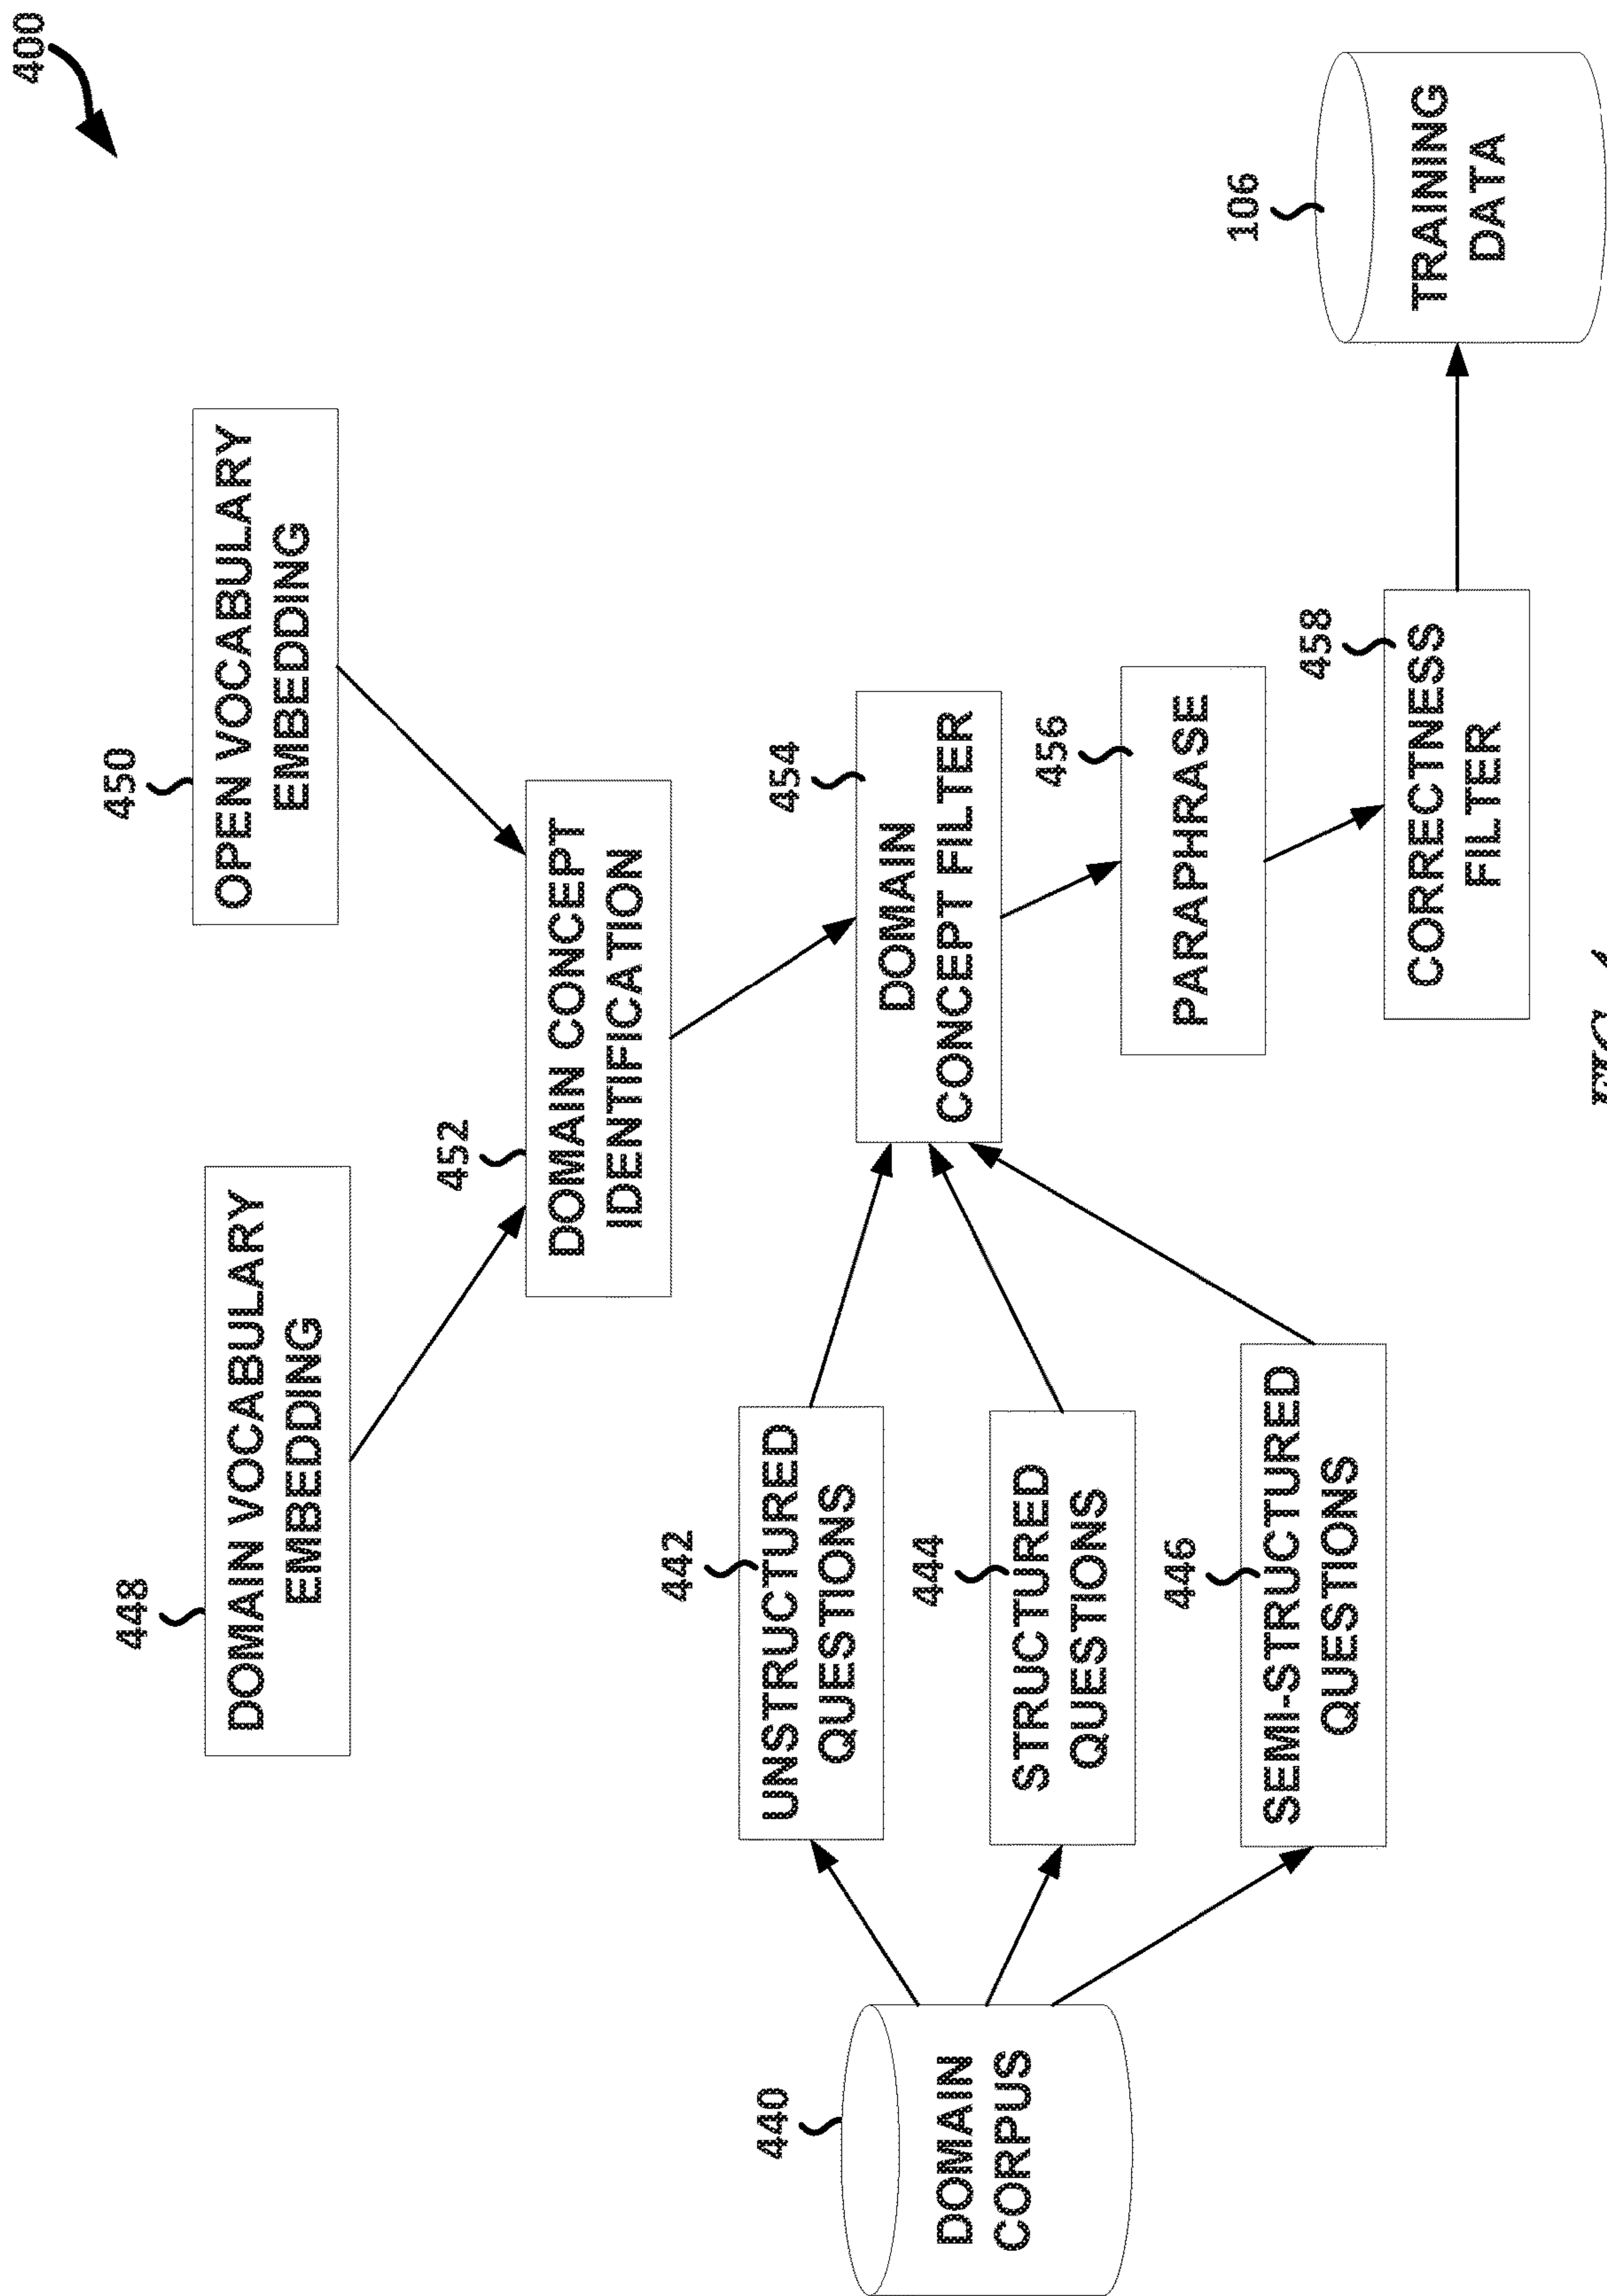 400
450
OPEN VOCABULARY
EMBEDDING
448
DOMAIN VOCABULARY
EMBEDDING
452
DOMAIN CONCEPT
IDENTIFICATION
454
DOMAIN
CONCEPT FILTER
442
UNSTRUCTURED
QUESTIONS
444
STRUCTURED
QUESTIONS
446
SEMI-STRUCTURED
QUESTIONS
440
DOMAIN
CORPUS
456
PARAPHRASE
458
CORRECTNESS
FILTER
106
TRAINING
DATA